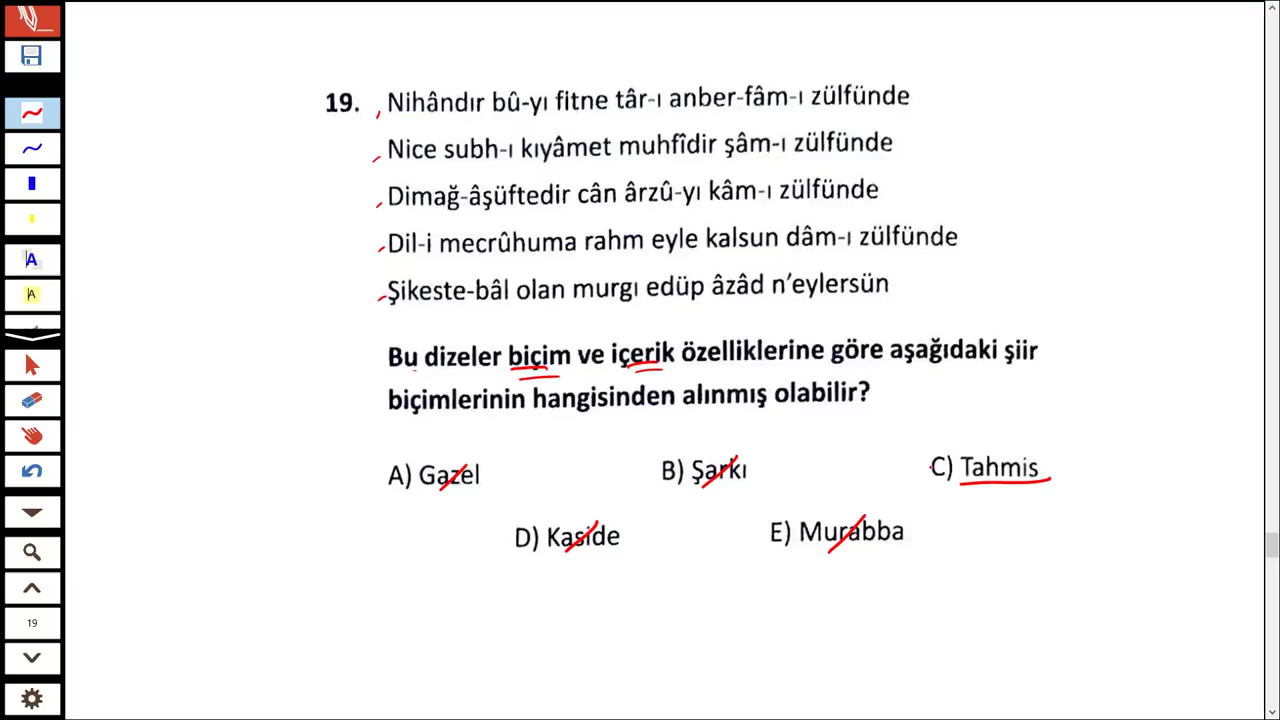 19. Nihândır bû-yı fitne târ-ı anber-fâm-ı zülfünde
Nice subh-ı kıyâmet muhfîdir şâm-ı zülfünde
Dimağ-âşüftedir cân ârzû-yı kâm-ı zülfünde
Dil-i mecrûhuma rahm eyle kalsun dâm-ı zülfünde
Şikeste-bâl olan murgı edüp âzâd n'eylersün
Bu dizeler biçim ve içerik özelliklerine göre aşağıdaki şiir
biçimlerinin hangisinden alınmış olabilir?
A) Gazel B) Şarkı C) Tahmis
D) Kaside E) Murabba
A
A
19